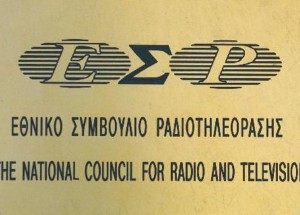 ΕΣΡ
ΕΘΝΙΚΟ ΣΥΜΒΟΥΛΙΟ ΡΑΔΙΟΤΗΛΕΟΡΑΣΗΣ
THE NATIONAL COUNCIL FOR RADIO AND TELEVISION